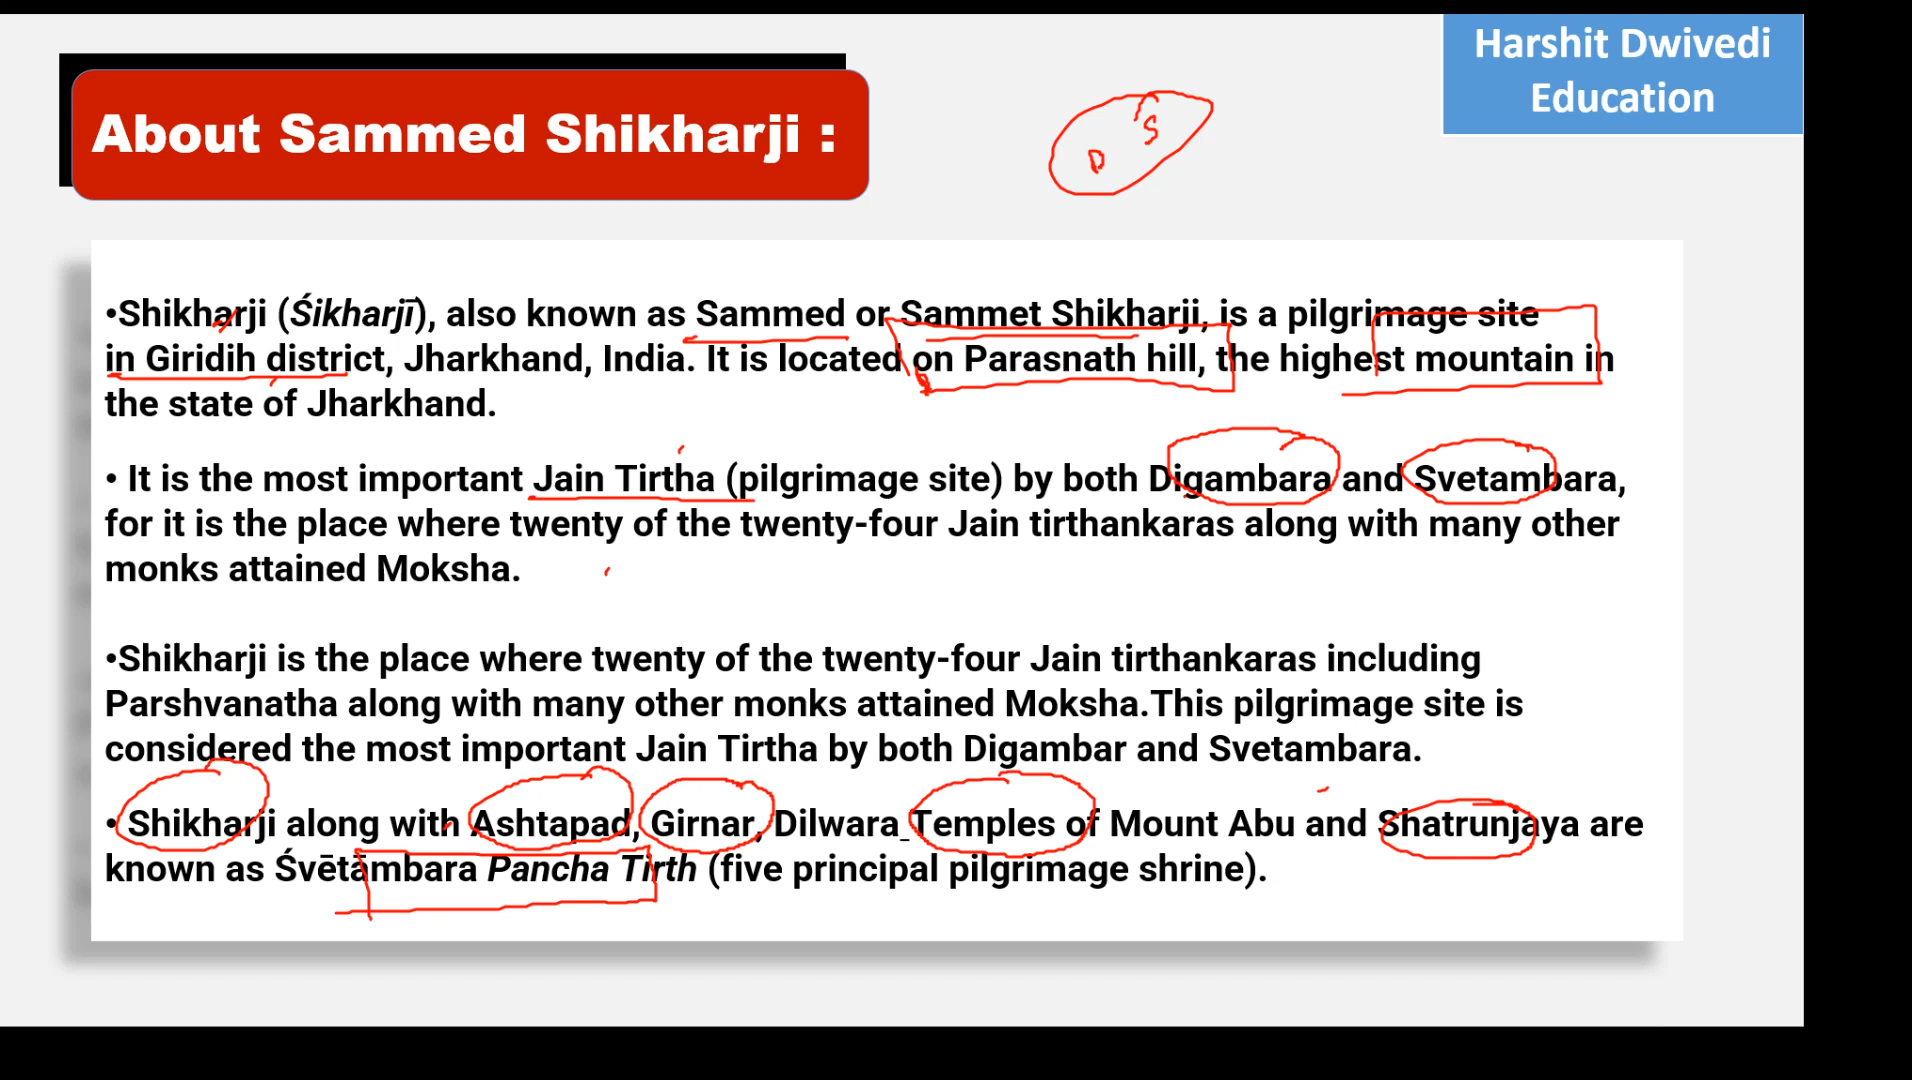 Harshit Dwivedi
Education
About Sammed Shikharji :
S
D
•Shikharji (Śikharjī), also known as Sammed or Sammet Shikharji, is a pilgrimage site
in Giridih district, Jharkhand, India. It is located on Parasnath hill, the highest mountain in
the state of Jharkhand.
• It is the most important Jain Tirtha (pilgrimage site) by both Digambara and Svetambara,
for it is the place where twenty of the twenty-four Jain tirthankaras along with many other
monks attained Moksha.
•Shikharji is the place where twenty of the twenty-four Jain tirthankaras including
Parshvanatha along with many other monks attained Moksha.This pilgrimage site is
considered the most important Jain Tirtha by both Digambar and Svetambara.
• Shikharji along with Ashtapad, Girnar, Dilwara_Temples of Mount Abu and Shatrunjaya are
known as Śvētāmbara Pancha Tirth (five principal pilgrimage shrine).